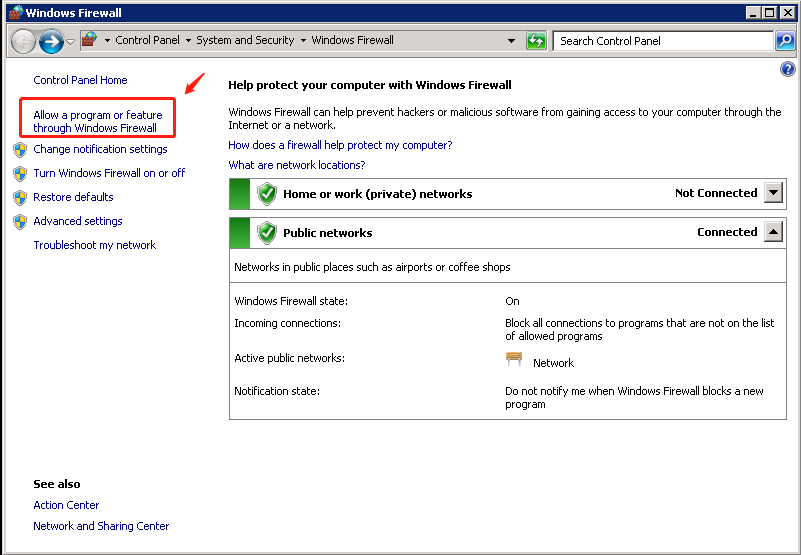 Windows Firewall
Control Panel
System and Security
Windows Firewall
Search Control Panel
Control Panel Home
Allow a program or feature
through Windows Firewall
Change notification settings
Turn Windows Firewall on or off
Restore defaults
Advanced settings
Troubleshoot my network
See also
Action Center
Network and Sharing Center
Help protect your computer with Windows Firewall
Windows Firewall can help prevent hackers or malicious software from gaining access to your computer through the
Internet or a network.
How does a firewall help protect my computer?
What are network locations?
Home or work (private) networks
Not Connected
Public networks
Connected
Networks in public places such as airports or coffee shops
Windows Firewall state:
On
Incoming connections:
Block all connections to programs that are not on the list
of allowed programs
Active public networks:
Network
Notification state:
Do not notify me when Windows Firewall blocks a new
program